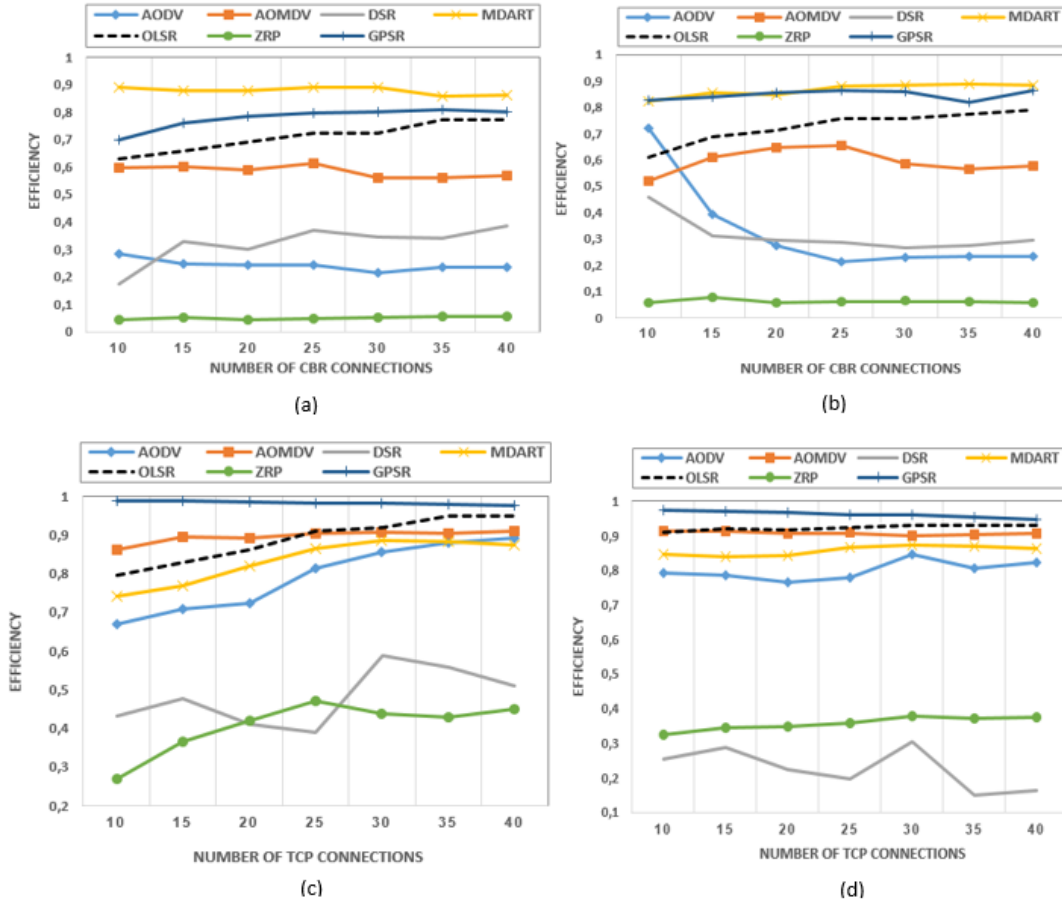 AODV AOMDV DSR MDART
OLSR ZRP GPSR
1
0,9
0,8
0,7
0,6
0,5
0,4
0,3
0,2
0,1
0
EFFICIENCY
10 15 20 25 30 35 40
NUMBER OF CBR CONNECTIONS
(a)
AODV AOMDV DSR MDART
OLSR ZRP GPSR
1
0,9
0,8
0,7
0,6
0,5
0,4
0,3
0,2
0,1
0
EFFICIENCY
10 15 20 25 30 35 40
NUMBER OF CBR CONNECTIONS
(b)
AODV AOMDV DSR MDART
OLSR ZRP GPSR
1
0,9
0,8
0,7
0,6
0,5
0,4
0,3
0,2
EFFICIENCY
10 15 20 25 30 35 40
NUMBER OF TCP CONNECTIONS
(c)
AODV AOMDV DSR MDART
OLSR ZRP GPSR
1
0,9
0,8
0,7
0,6
0,5
0,4
0,3
0,2
0,1
EFFICIENCY
10 15 20 25 30 35 40
NUMBER OF TCP CONNECTIONS
(d)